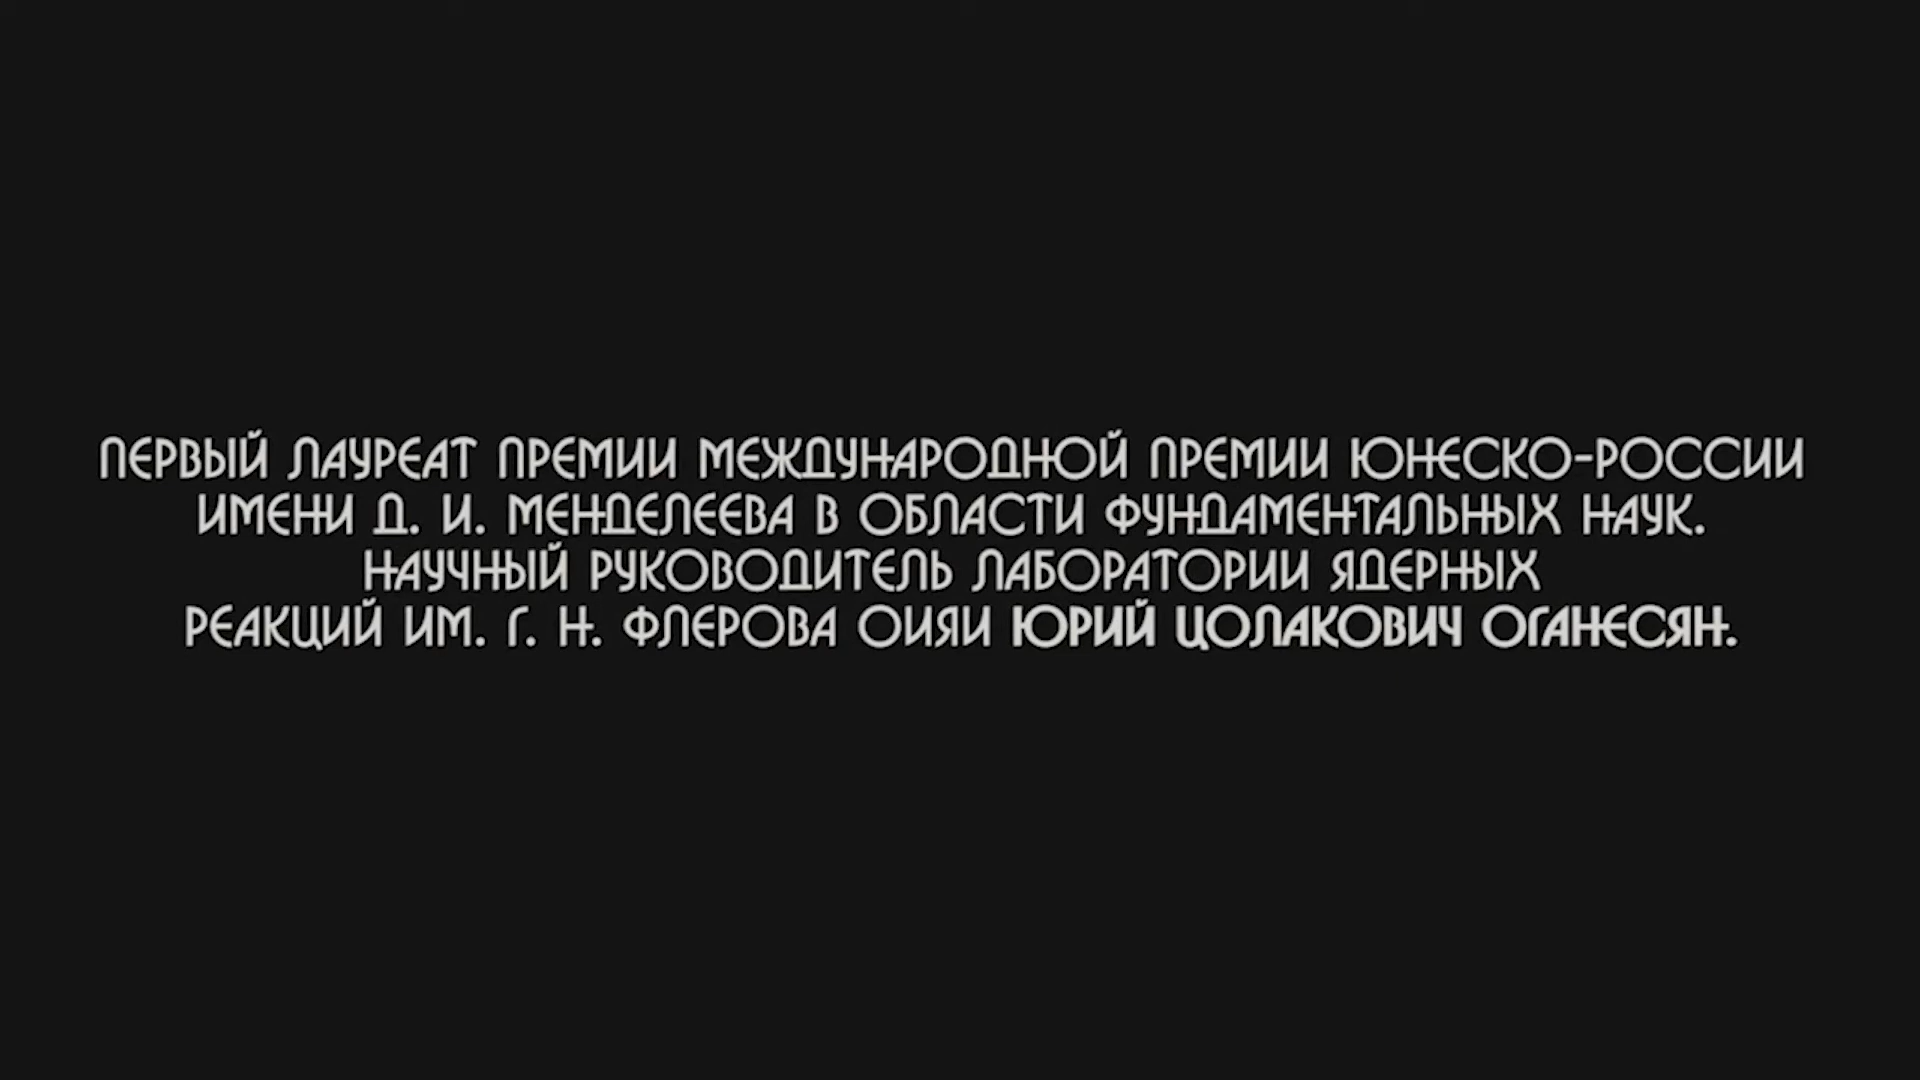 ПЕРВЫЙ ЛАУРЕАТ ПРЕМИИ МЕЖДУНАРОДНОЙ ПРЕМИИ ЮНЕСКО-РОССИИ
ИМЕНИ Д. И. МЕНДЕЛЕЕВА В ОБЛАСТИ ФУНДАМЕНТАЛЬНЫХ НАУК.
НАУЧНЫЙ РУКОВОДИТЕЛЬ ЛАБОРАТОРИИ ЯДЕРНЫХ
РЕАКЦИЙ ИМ. Г. Н. ФЛЕРОВА ОИЯИ ЮРИЙ ЦОЛАКОВИЧ ОГАНЕСЯН.